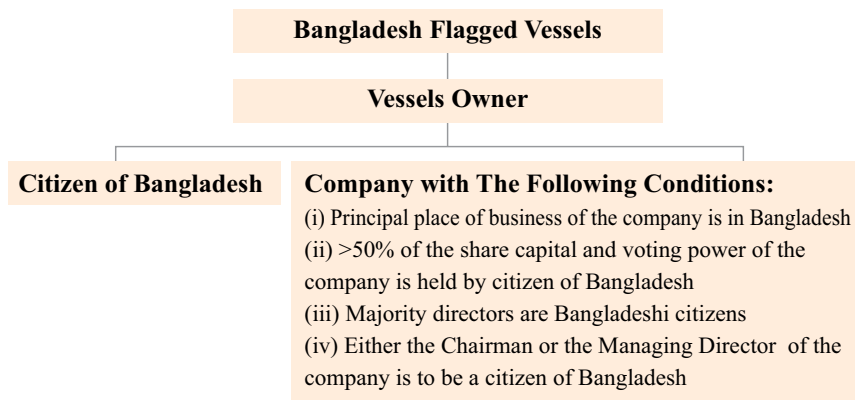 Bangladesh Flagged Vessels
Vessels Owner
Citizen of Bangladesh
Company with The Following Conditions:
(i) Principal place of business of the company is in Bangladesh
(ii) >50% of the share capital and voting power of the
company is held by citizen of Bangladesh
(iii) Majority directors are Bangladeshi citizens
(iv) Either the Chairman or the Managing Director of the
company is to be a citizen of Bangladesh